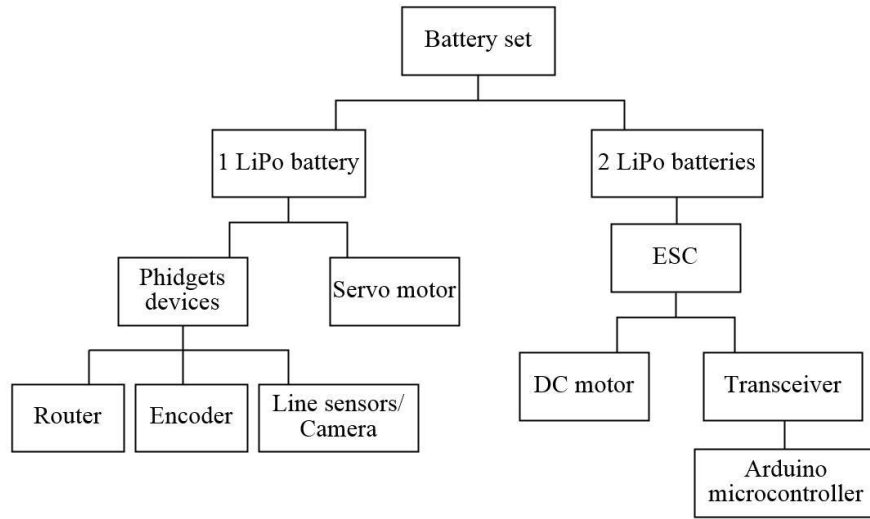 Battery set
1 LiPo battery
2 LiPo batteries
ESC
Phidgets
devices
Servo motor
DC motor
Transceiver
Router
Encoder
Line sensors/
Camera
Arduino
microcontroller